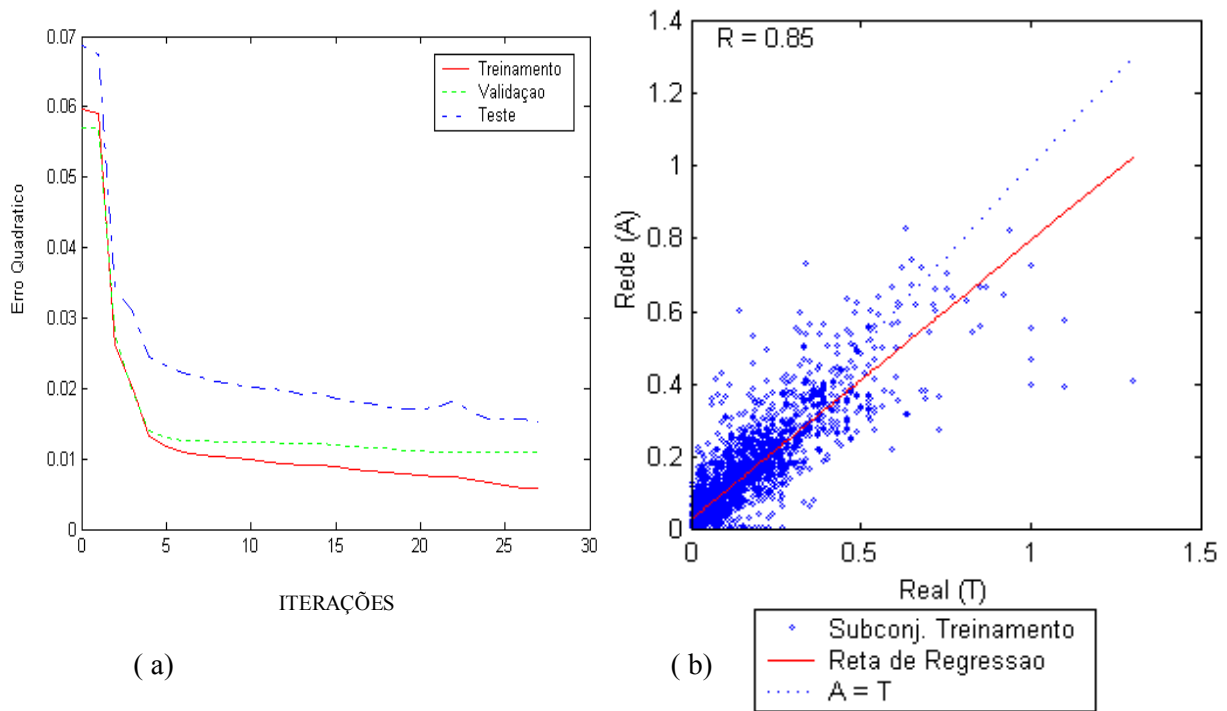 0.07
0.06
0.05
0.04
0.03
0.02
0.01
0
Erro Quadratico
Treinamento
Validaçao
Teste
0 5 10 15 20 25 30
ITERAÇÕES
( a)
R = 0.85
1.4
1.2
1
0.8
0.6
0.4
0.2
0
Rede (A)
0 0.5 1 1.5
Real (T)
( b)
Subconj. Treinamento
Reta de Regressao
A = T